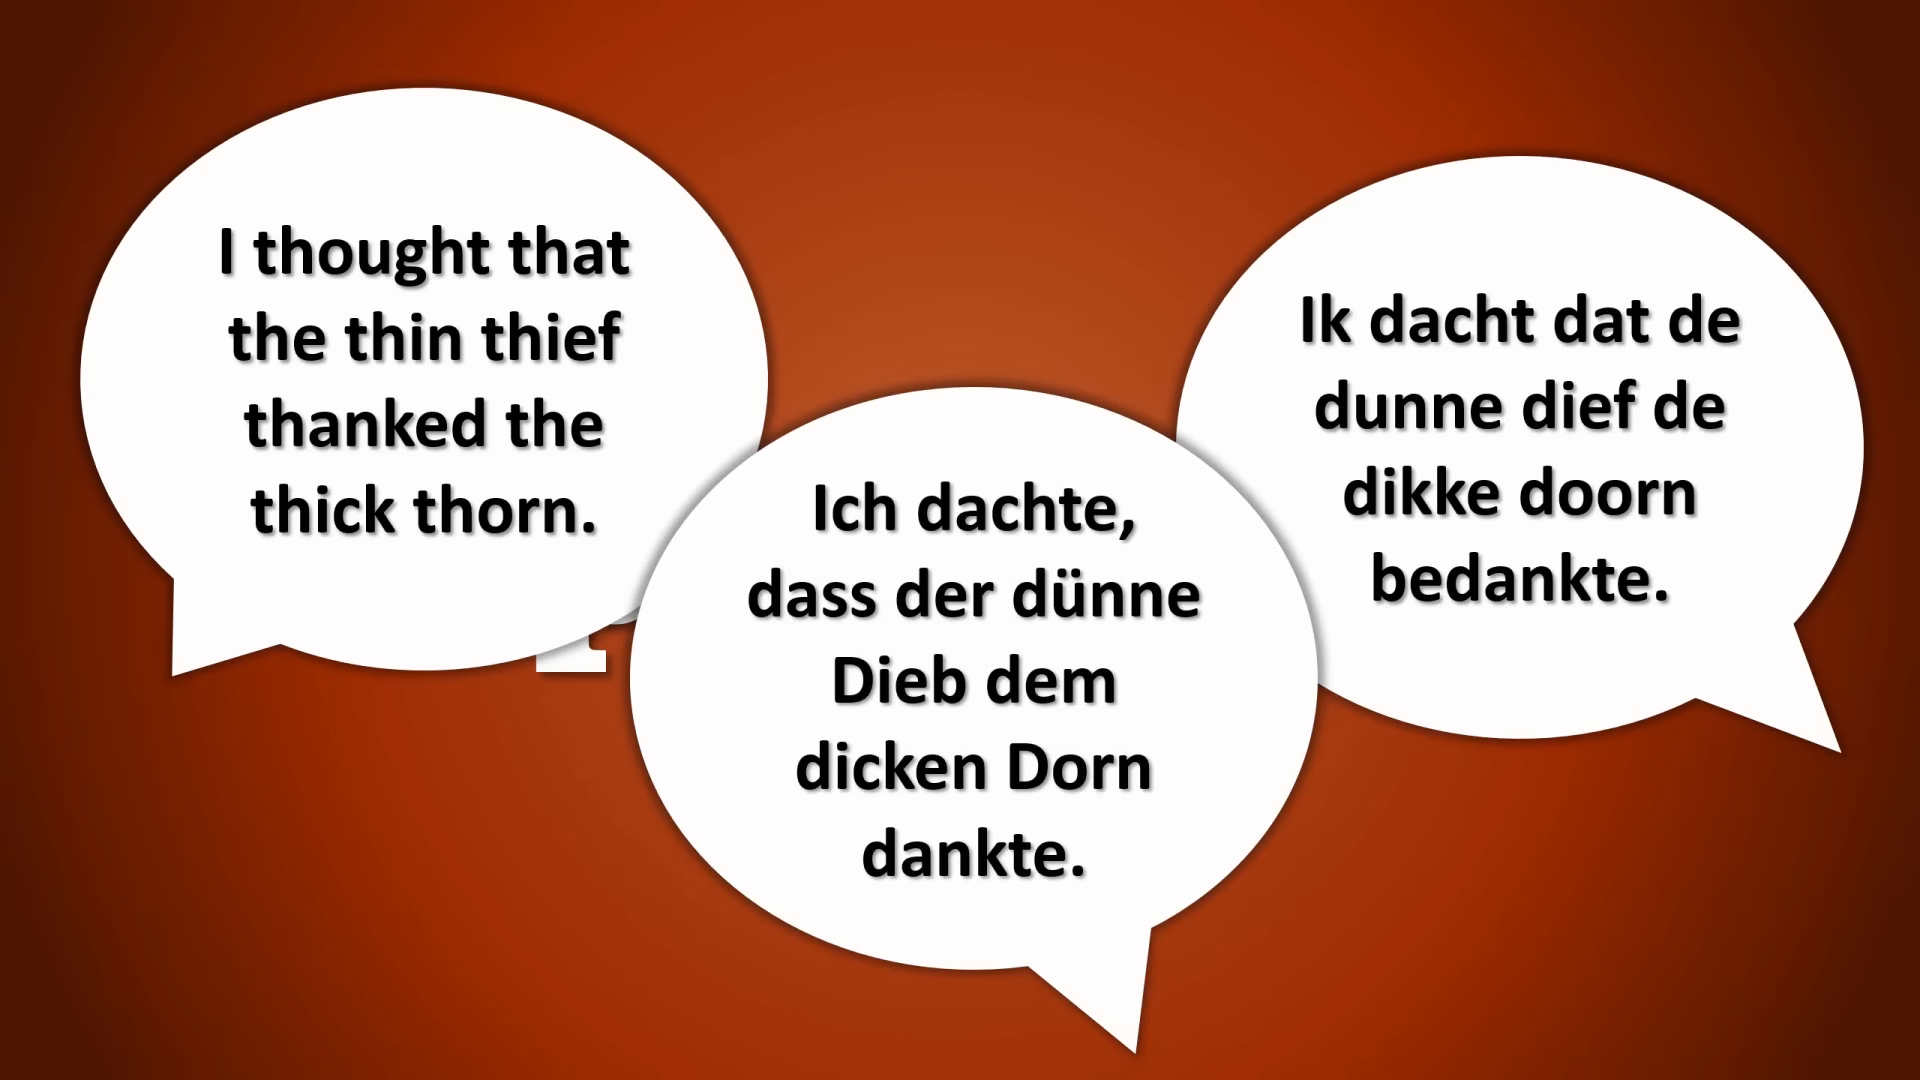 I thought that
the thin thief
thanked the
thick thorn.
Ich dachte,
dass der dünne
Dieb dem
dicken Dorn
dankte.
Ik dacht dat de
dunne dief de
dikke doorn
bedankte.